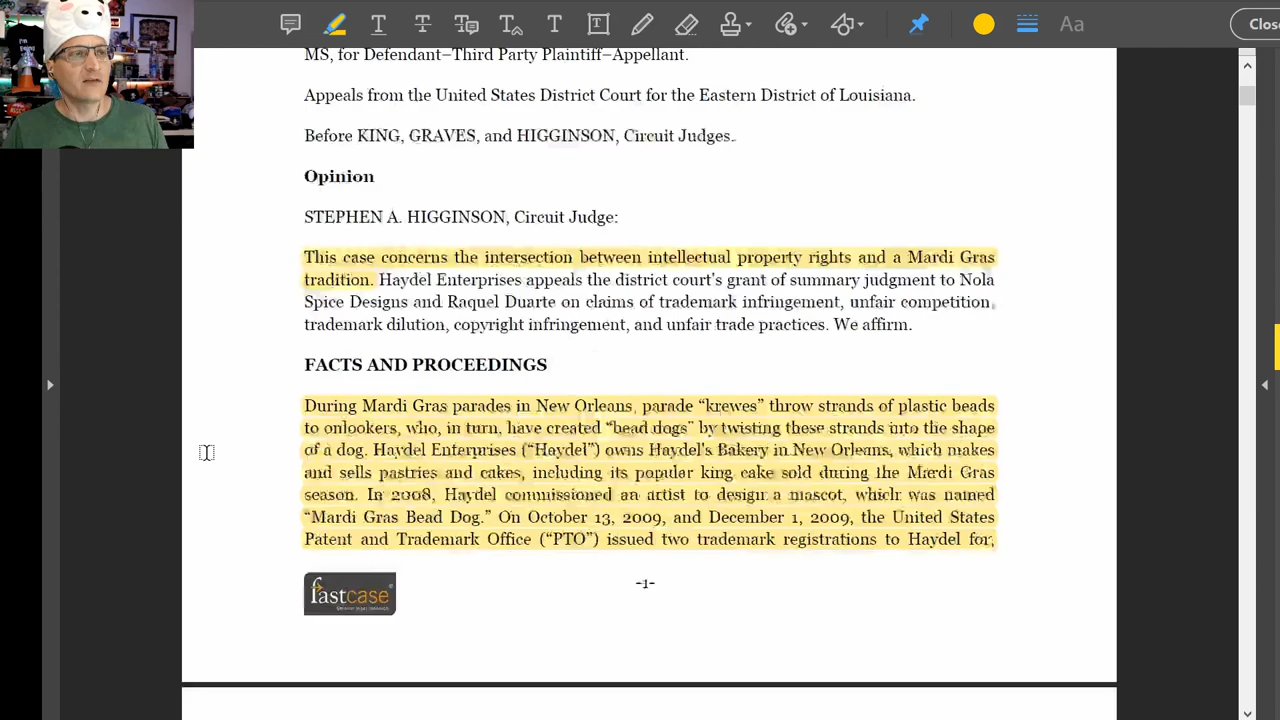 Clos
MS, for Defendant–Third Party Plaintiff–Appellant.
Appeals from the United States District Court for the Eastern District of Louisiana.
Before KING, GRAVES, and HIGGINSON, Circuit Judges.
Opinion
STEPHEN A. HIGGINSON, Circuit Judge:
This case concerns the intersection between intellectual property rights and a Mardi Gras
tradition. Haydel Enterprises appeals the district court's grant of summary judgment to Nola
Spice Designs and Raquel Duarte on claims of trademark infringement, unfair competition,
trademark dilution, copyright infringement, and unfair trade practices. We affirm.
FACTS AND PROCEEDINGS
During Mardi Gras parades in New Orleans, parade “krewes” throw strands of plastic beads
to onlookers, who, in turn, have created “bead dogs” by twisting these strands into the shape
of a dog. Haydel Enterprises (“Haydel”) owns Haydel's Bakery in New Orleans, which makes
and sells pastries and cakes, including its popular king cake sold during the Mardi Gras
season. In 2008, Haydel commissioned an artist to design a mascot, which was named
“Mardi Gras Bead Dog.” On October 13, 2009, and December 1, 2009, the United States
Patent and Trademark Office (“PTO”) issued two trademark registrations to Haydel for,
fastcase
-1-